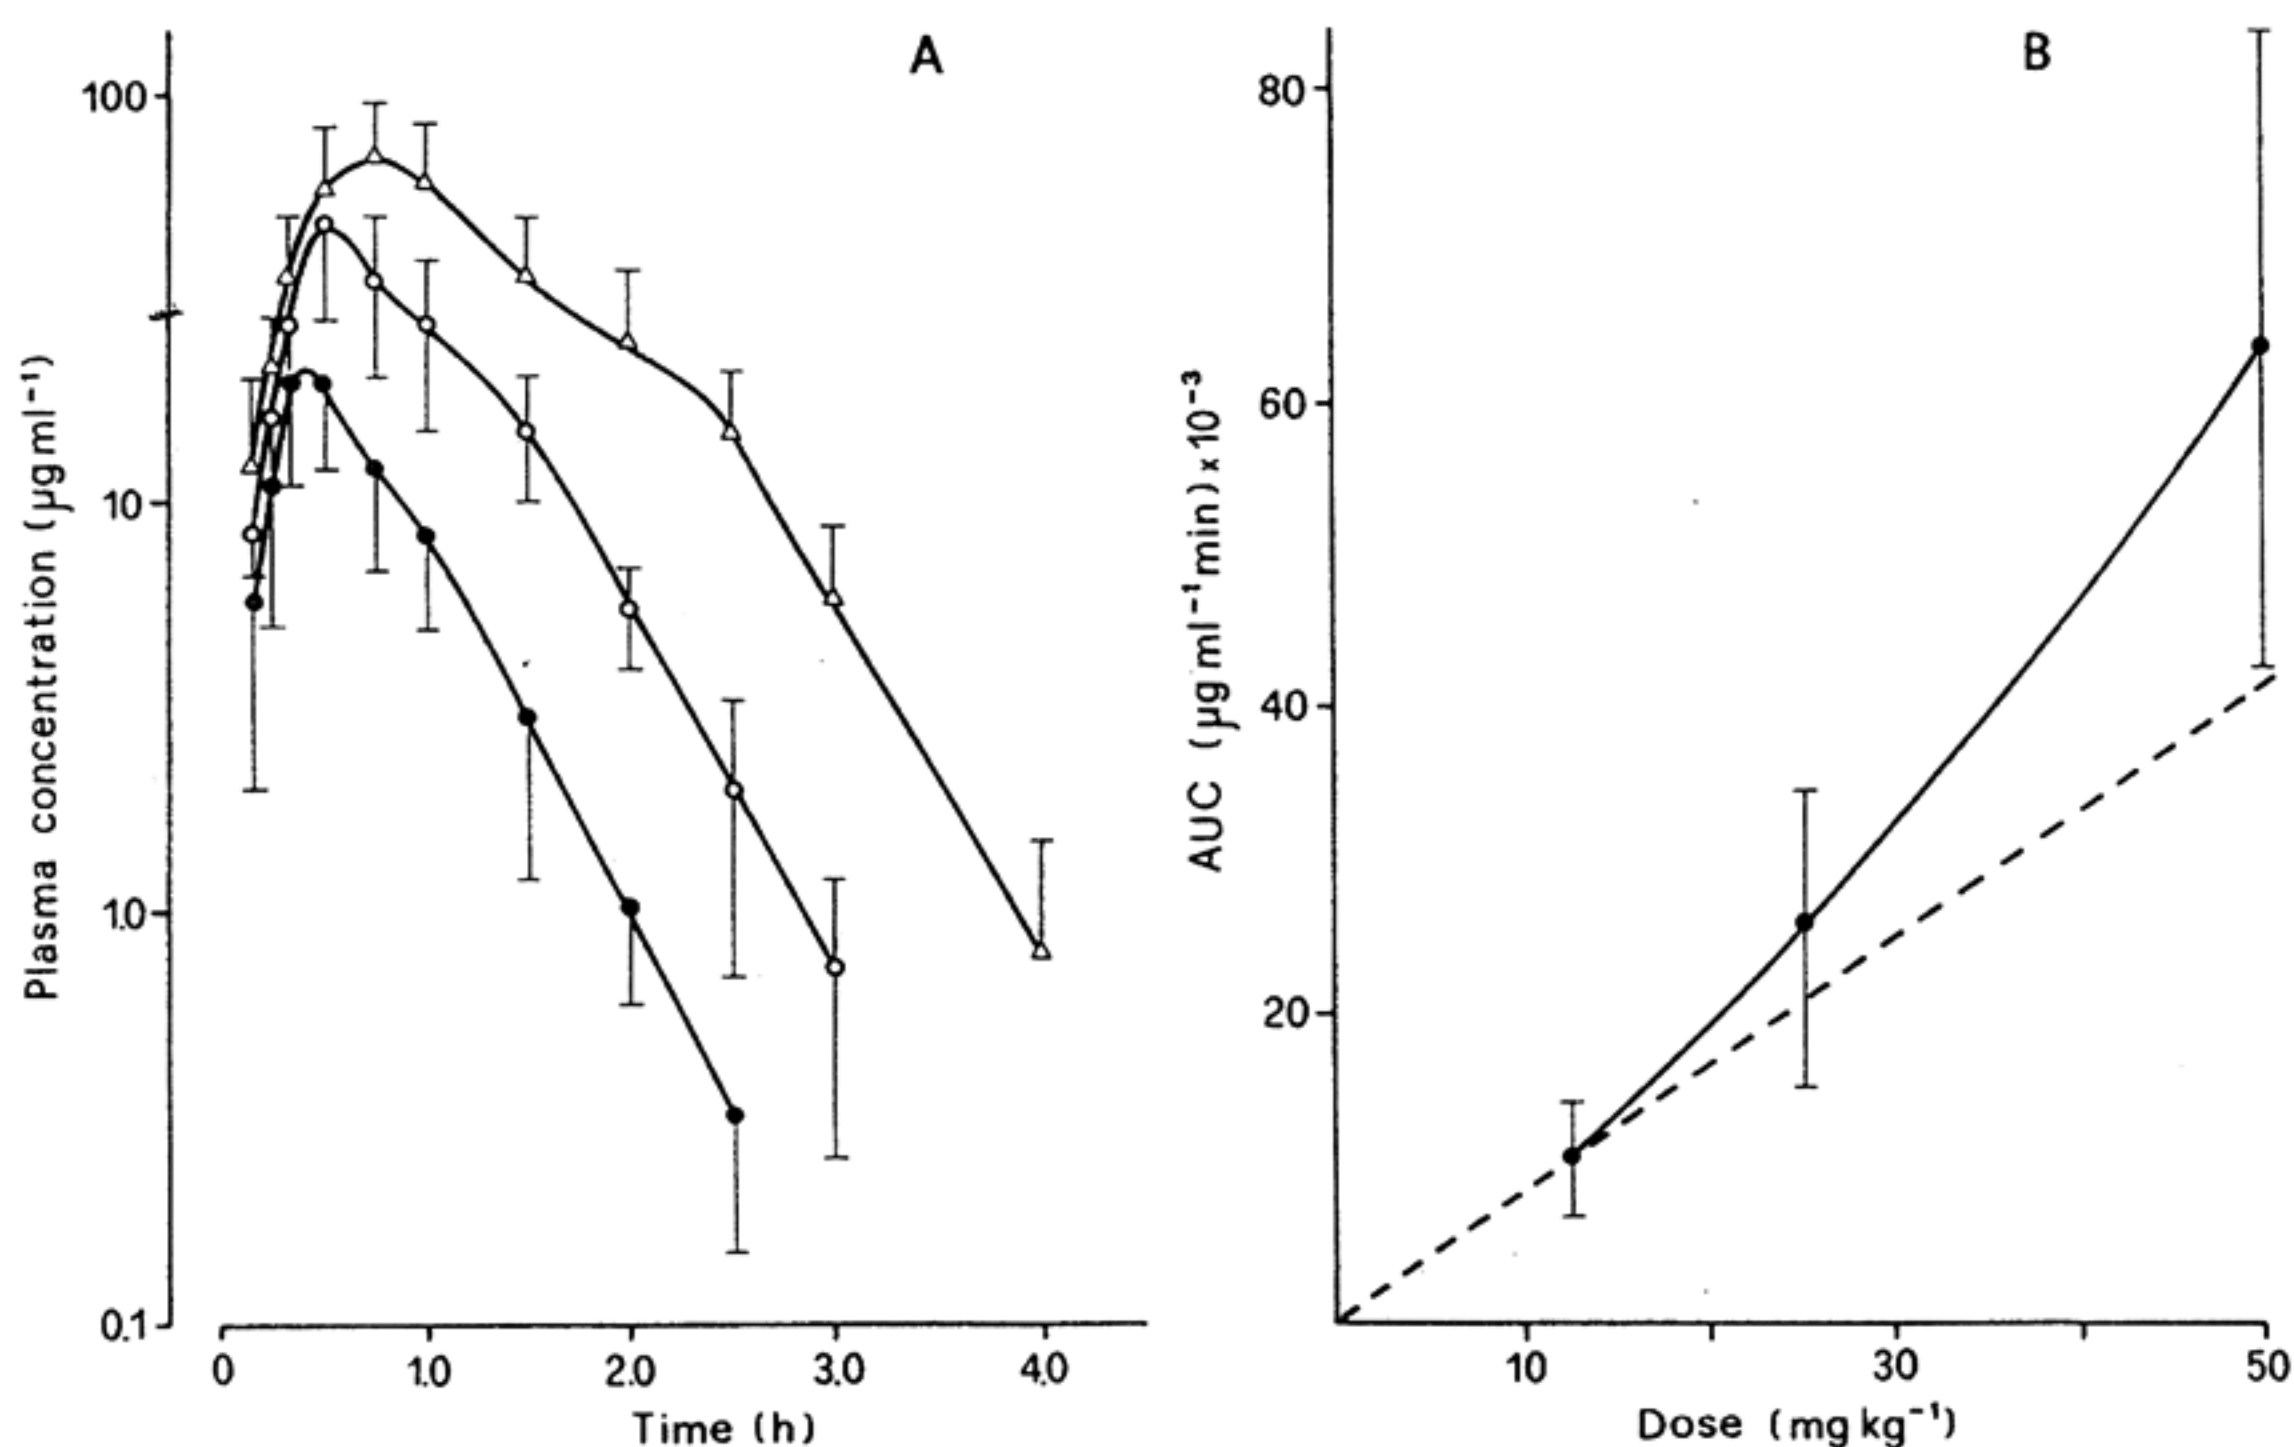 A
100
10
1.0
0.1
Plasma concentration (µg ml⁻¹)
0 1.0 2.0 3.0 4.0
Time (h)
B
80
60
40
20
AUC (µg ml⁻¹ min) x 10⁻³
10 30 50
Dose (mg kg⁻¹)